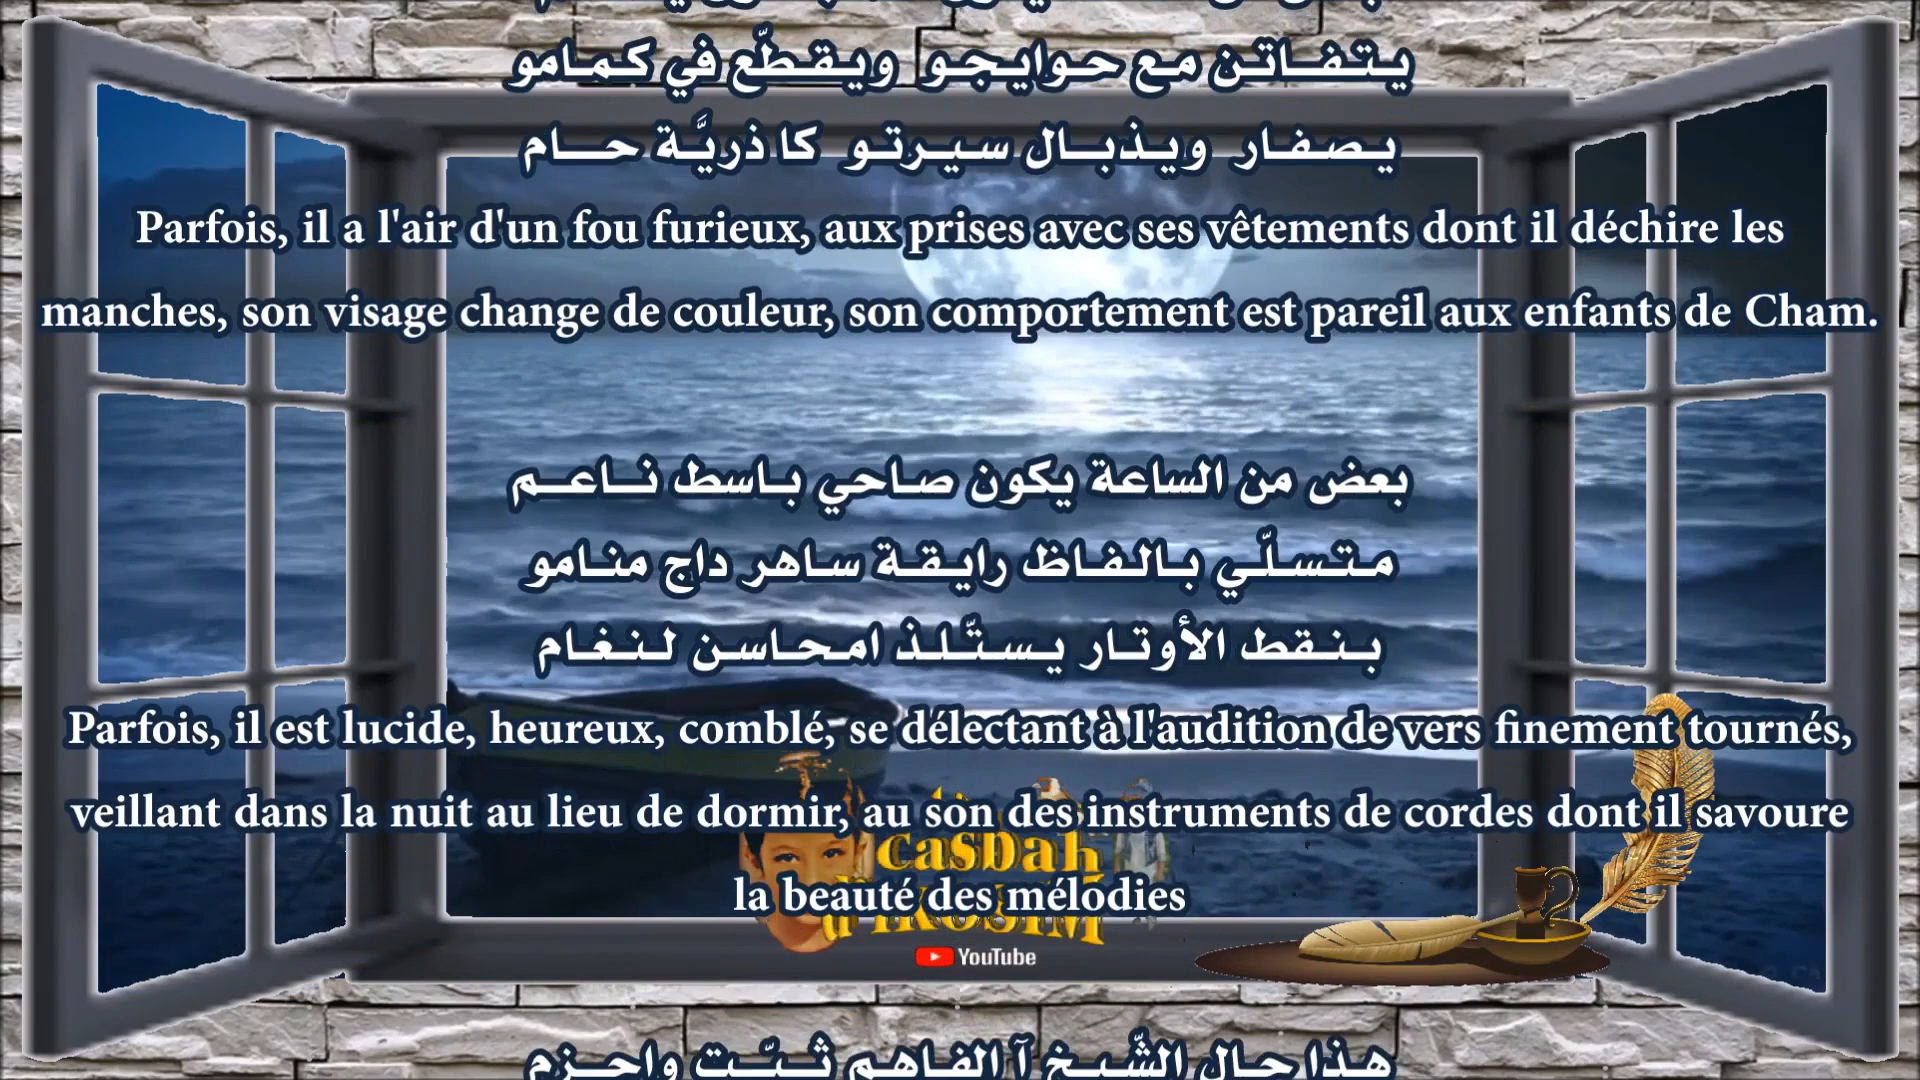 يتفاتن مع حوايجو ويقطّع في كمامو
يصفار ويذبال سيرتو كا ذريَّة حام
Parfois, il a l'air d'un fou furieux, aux prises avec ses vêtements dont il déchire les
manches, son visage change de couleur, son comportement est pareil aux enfants de Cham.
بعض من الساعة يكون صاحي باسط ناعم
متسلّي بالفاظ رايقة ساهر داج منامو
بنقط الأوتار يستّلذ امحاسن لنغام
Parfois, il est lucide, heureux, comblé, se délectant à l'audition de vers finement tournés,
veillant dans la nuit au lieu de dormir, au son des instruments de cordes dont il savoure
la beauté des mélodies
casbah
d'IKOSIM
YouTube
هذا حال الشّيخ آ الفاهم ثبّت واحزم